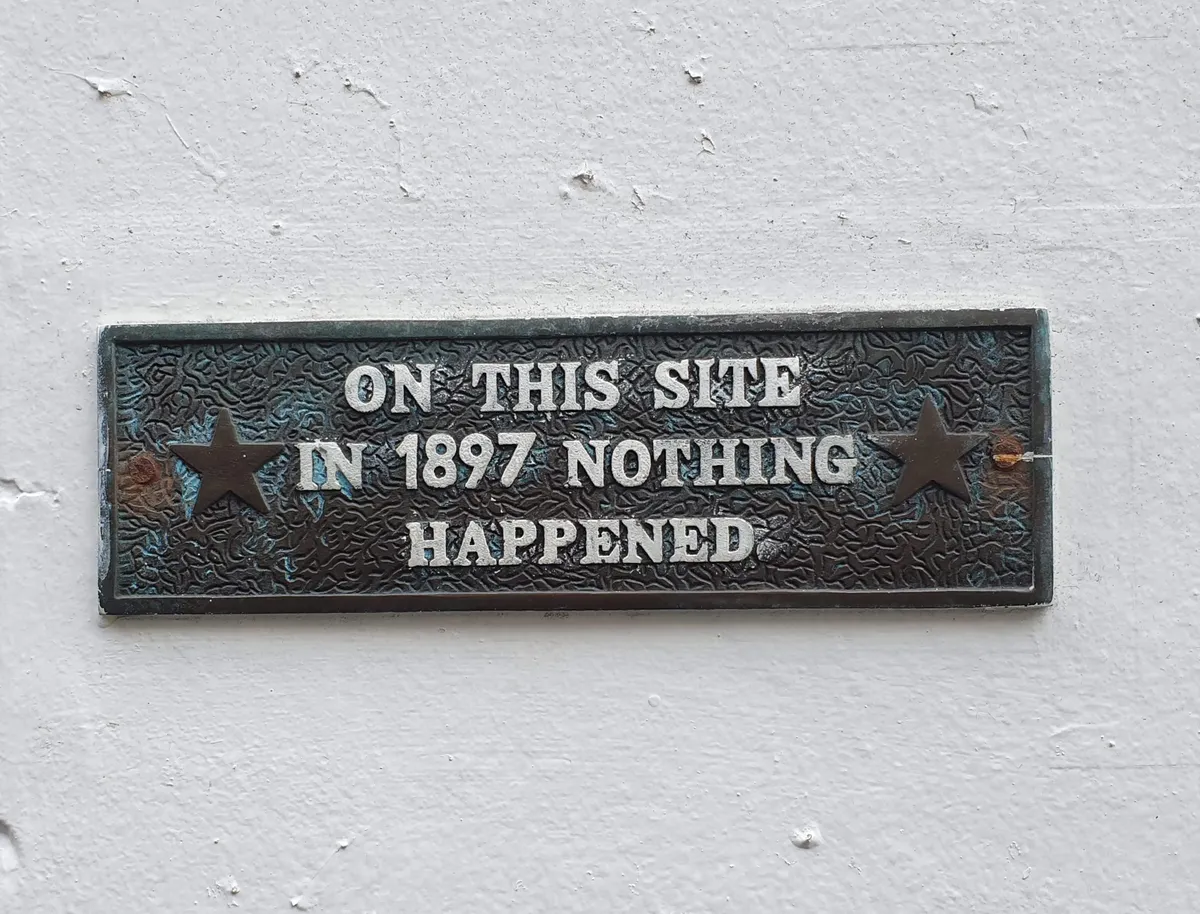 ON THIS SITE
IN 1897 NOTHING
HAPPENED